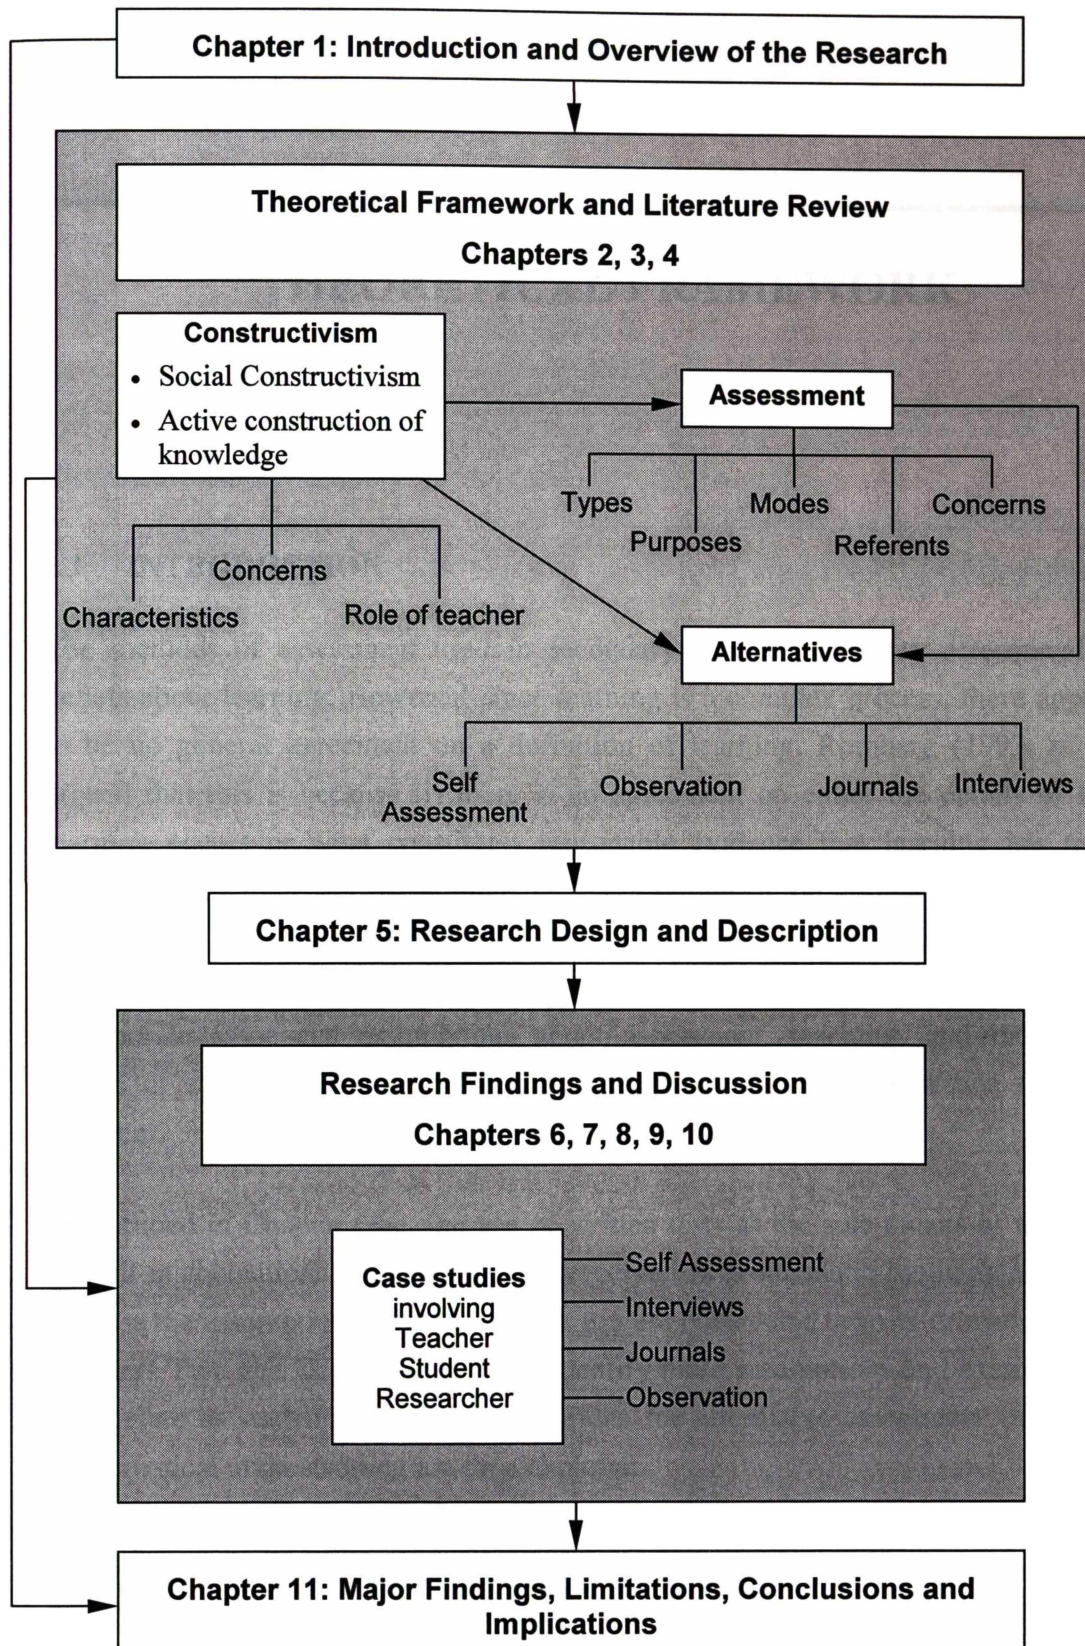 Chapter 1: Introduction and Overview of the Research
Theoretical Framework and Literature Review
Chapters 2, 3, 4
THEORETICAL FRAMEWORK
Constructivism
• Social Constructivism
• Active construction of
knowledge
Assessment
Types
Modes
Concerns
Purposes
Referents
Concerns
Characteristics
Role of teacher
Alternatives
Self
Assessment
Observation
Journals
Interviews
Chapter 5: Research Design and Description
Research Findings and Discussion
Chapters 6, 7, 8, 9, 10
Case studies
involving
Teacher
Student
Researcher
Self Assessment
Interviews
Journals
Observation
Chapter 11: Major Findings, Limitations, Conclusions and
Implications